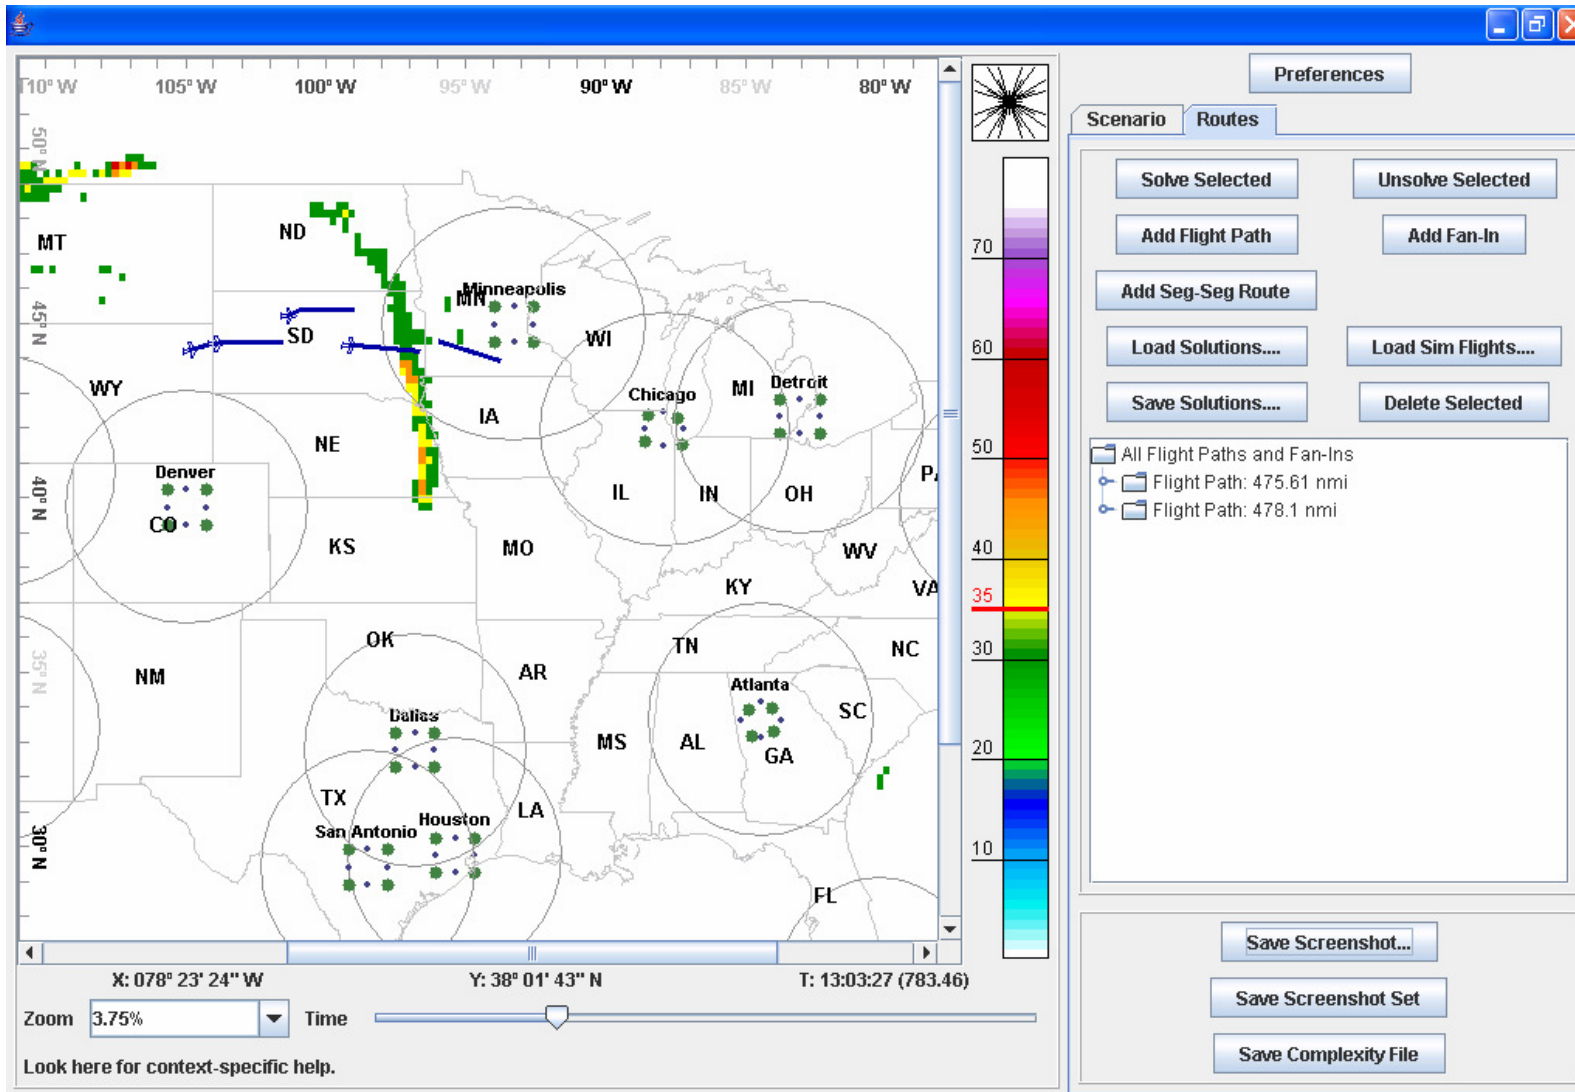 Preferences
110° W 105° W 100° W 95° W 90° W 85° W 80° W
Scenario Routes
50° N
45° N
40° N
35° N
30° N
MT
ND
MN
Minneapolis
SD
WI
WY
IA
Chicago
MI
Detroit
NE
Denver
CO
IL
IN
OH
PA
KS
MO
WV
KY
VA
OK
TN
NC
NM
AR
Atlanta
SC
Dallas
MS
AL
GA
TX
LA
San Antonio
Houston
FL
70
60
50
40
35
30
20
10
Solve Selected Unsolve Selected
Add Flight Path Add Fan-In
Add Seg-Seg Route
Load Solutions.... Load Sim Flights....
Save Solutions.... Delete Selected
All Flight Paths and Fan-Ins
Flight Path: 475.61 nmi
Flight Path: 478.1 nmi
Save Screenshot...
Save Screenshot Set
Save Complexity File
X: 078° 23' 24" W Y: 38° 01' 43" N T: 13:03:27 (783.46)
Zoom 3.75% Time
Look here for context-specific help.